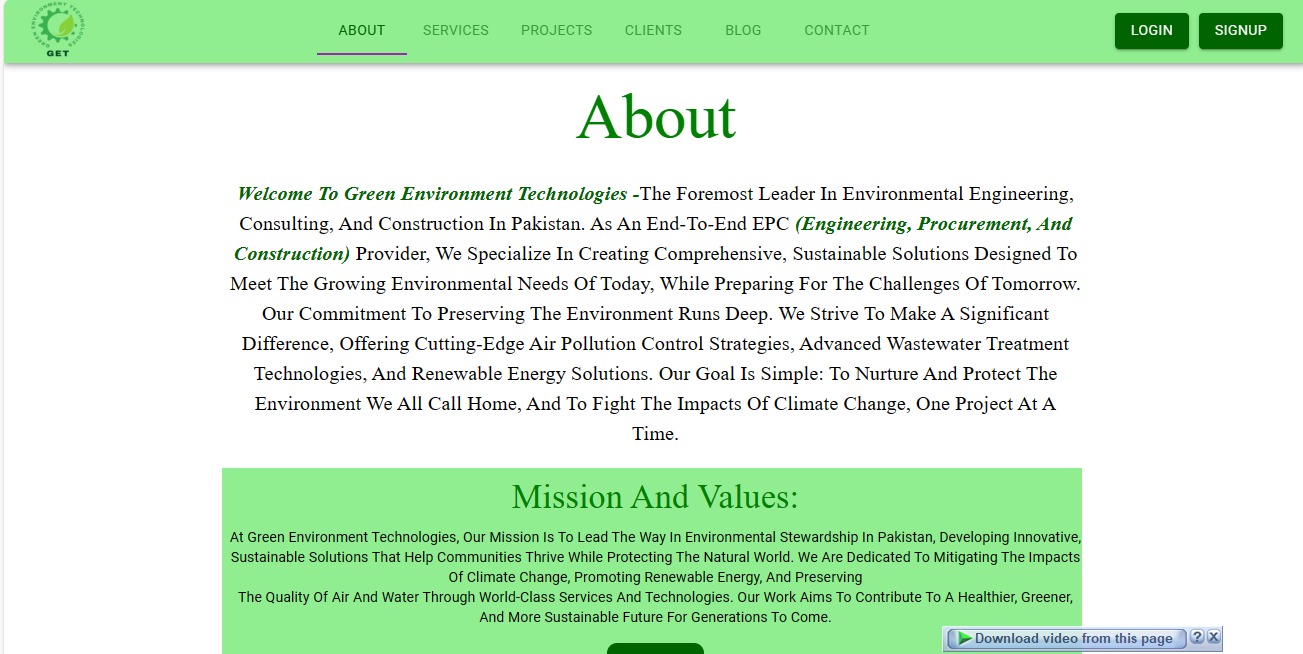 GREEN ENVIRONMENT TECHNOLOGIES
GET
ABOUT
SERVICES
PROJECTS
CLIENTS
BLOG
CONTACT
LOGIN
SIGNUP
About
Welcome To Green Environment Technologies -The Foremost Leader In Environmental Engineering,
Consulting, And Construction In Pakistan. As An End-To-End EPC (Engineering, Procurement, And
Construction) Provider, We Specialize In Creating Comprehensive, Sustainable Solutions Designed To
Meet The Growing Environmental Needs Of Today, While Preparing For The Challenges Of Tomorrow.
Our Commitment To Preserving The Environment Runs Deep. We Strive To Make A Significant
Difference, Offering Cutting-Edge Air Pollution Control Strategies, Advanced Wastewater Treatment
Technologies, And Renewable Energy Solutions. Our Goal Is Simple: To Nurture And Protect The
Environment We All Call Home, And To Fight The Impacts Of Climate Change, One Project At A
Time.
Mission And Values:
At Green Environment Technologies, Our Mission Is To Lead The Way In Environmental Stewardship In Pakistan, Developing Innovative,
Sustainable Solutions That Help Communities Thrive While Protecting The Natural World. We Are Dedicated To Mitigating The Impacts
Of Climate Change, Promoting Renewable Energy, And Preserving
The Quality Of Air And Water Through World-Class Services And Technologies. Our Work Aims To Contribute To A Healthier, Greener,
And More Sustainable Future For Generations To Come.
Download video from this page ? X